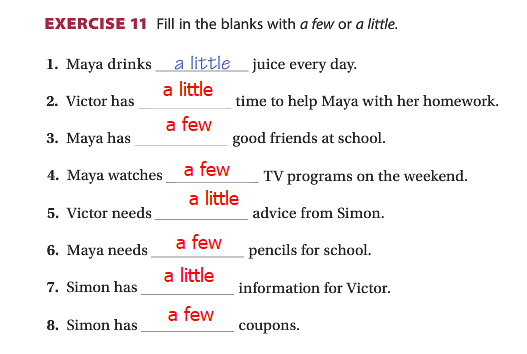 EXERCISE 11 Fill in the blanks with a few or a little.
1. Maya drinks a little juice every day.
2. Victor has a little time to help Maya with her homework.
3. Maya has a few good friends at school.
4. Maya watches a few TV programs on the weekend.
5. Victor needs a little advice from Simon.
6. Maya needs a few pencils for school.
7. Simon has a little information for Victor.
8. Simon has a few coupons.